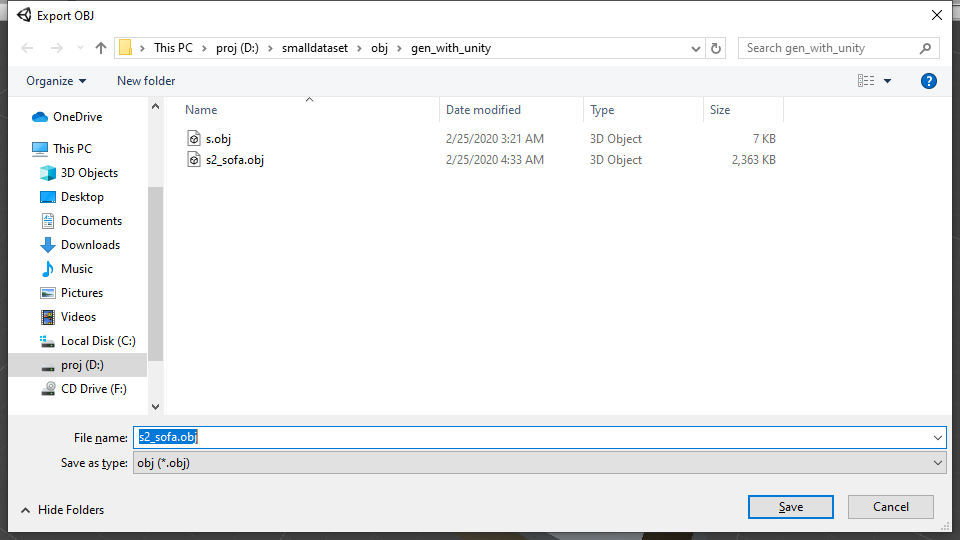 Export OBJ
This PC proj (D:) smalldataset obj gen_with_unity
Search gen_with_unity
Organize New folder
Name Date modified Type Size
OneDrive
This PC
3D Objects
Desktop
Documents
Downloads
Music
Pictures
Videos
Local Disk (C:)
proj (D:)
CD Drive (F:)
s.obj 2/25/2020 3:21 AM 3D Object 7 KB
s2_sofa.obj 2/25/2020 4:33 AM 3D Object 2,363 KB
File name: s2_sofa.obj
Save as type: obj (*.obj)
Hide Folders
Save Cancel